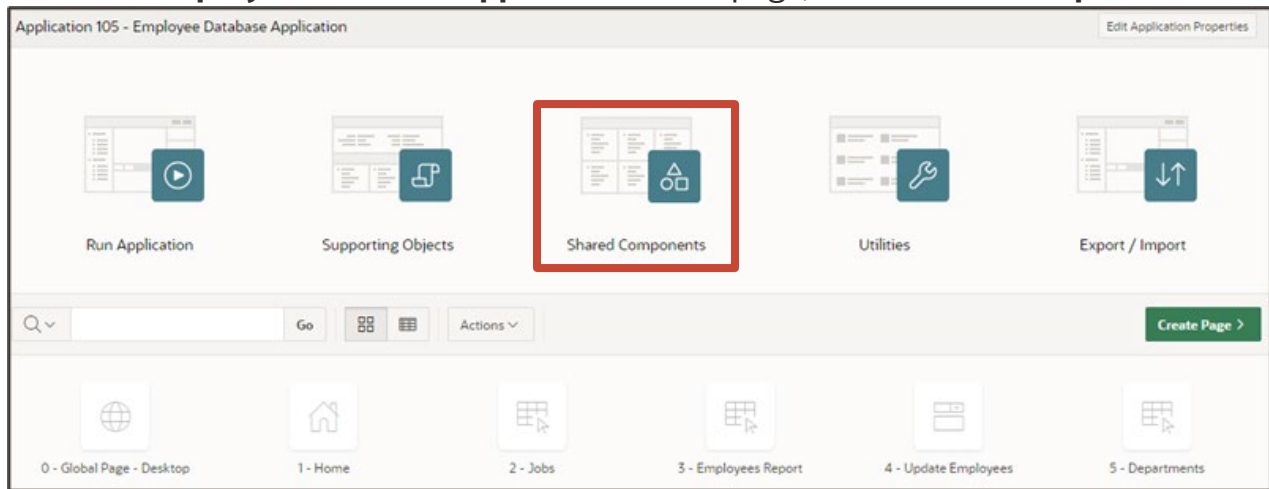 Application 105 - Employee Database Application
Edit Application Properties
Run Application
Supporting Objects
Shared Components
Utilities
Export / Import
Go
Actions
Create Page >
0 - Global Page - Desktop
1 - Home
2 - Jobs
3 - Employees Report
4 - Update Employees
5 - Departments